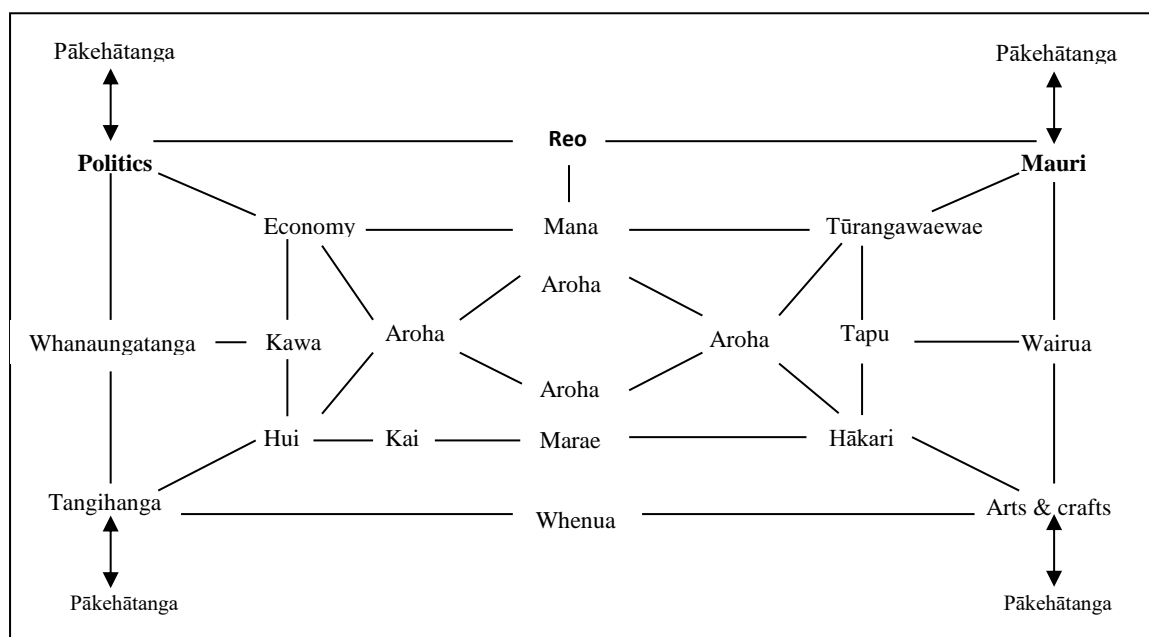 Pākehātanga
Pākehātanga
Reo
Politics
Mauri
Economy
Mana
Tūrangawaewae
Aroha
Whanaungatanga
Kawa
Aroha
Aroha
Tapu
Wairua
Aroha
Hui
Kai
Marae
Hākari
Tangihanga
Whenua
Arts & crafts
Pākehātanga
Pākehātanga